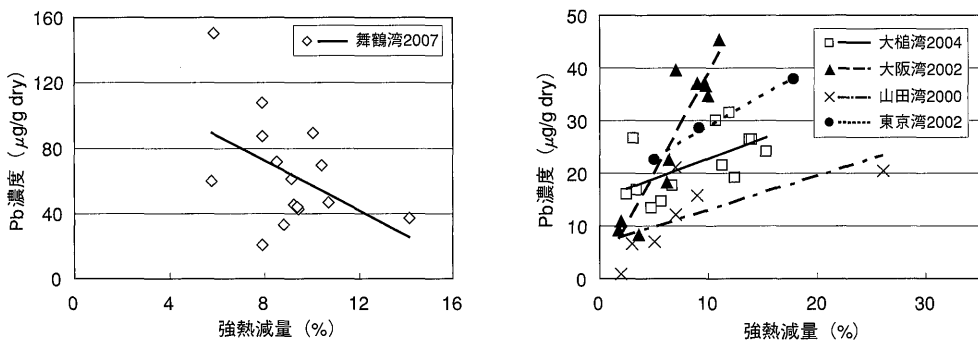 160
120
80
40
0
0 4 8 12 16
Pb濃度（μg/g dry）
強熱減量（%）
舞鶴湾2007
50
40
30
20
10
0
0 10 20 30
Pb濃度（μg/g dry）
強熱減量（%）
大槌湾2004
大阪湾2002
山田湾2000
東京湾2002